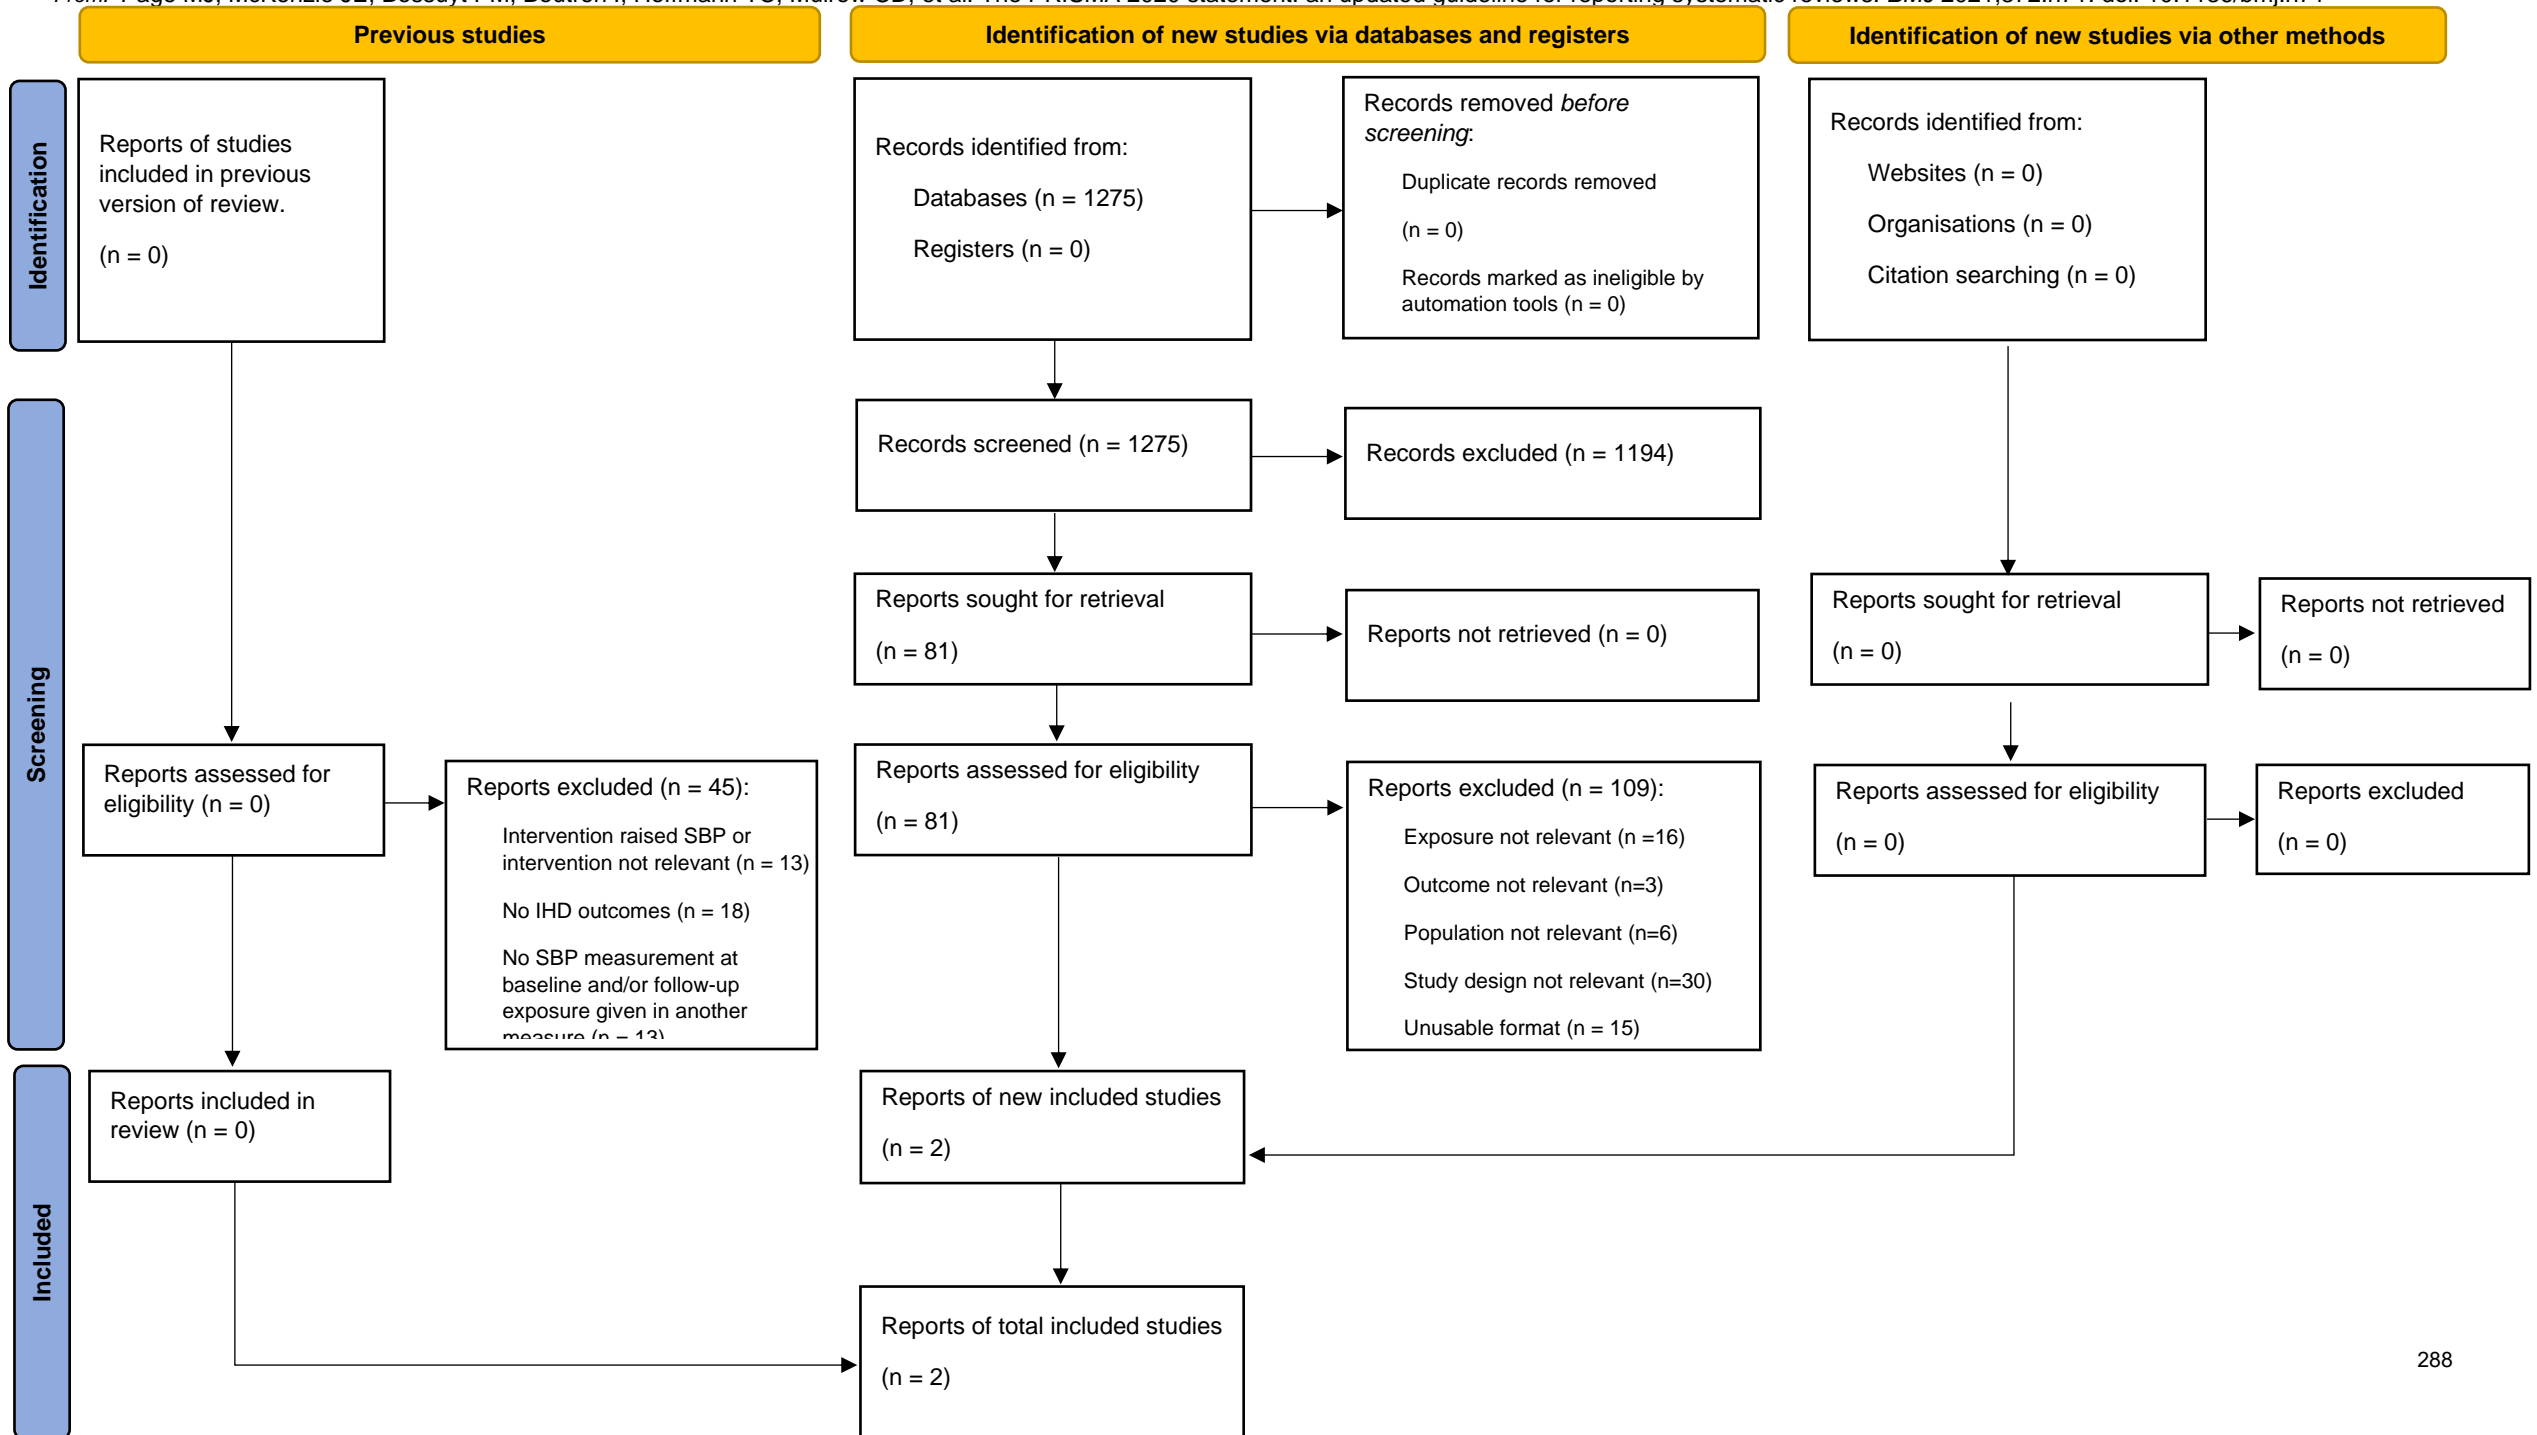 Previous studies
Identification of new studies via databases and registers
Identification of new studies via other methods
Identification
Reports of studies
included in previous
version of review.
(n = 0)
Records identified from:
Databases (n = 1275)
Registers (n = 0)
Records removed before
screening:
Duplicate records removed
(n = 0)
Records marked as ineligible by
automation tools (n = 0)
Records identified from:
Websites (n = 0)
Organisations (n = 0)
Citation searching (n = 0)
Screening
Records screened (n = 1275)
Records excluded (n = 1194)
Reports sought for retrieval
(n = 81)
Reports not retrieved (n = 0)
Reports sought for retrieval
(n = 0)
Reports not retrieved
(n = 0)
Reports assessed for
eligibility (n = 0)
Reports excluded (n = 45):
Intervention raised SBP or
intervention not relevant (n = 13)
No IHD outcomes (n = 18)
No SBP measurement at
baseline and/or follow-up
exposure given in another
measure (n = 13)
Reports assessed for eligibility
(n = 81)
Reports excluded (n = 109):
Exposure not relevant (n =16)
Outcome not relevant (n=3)
Population not relevant (n=6)
Study design not relevant (n=30)
Unusable format (n = 15)
Reports assessed for eligibility
(n = 0)
Reports excluded
(n = 0)
Included
Reports included in
review (n = 0)
Reports of new included studies
(n = 2)
Reports of total included studies
(n = 2)
288